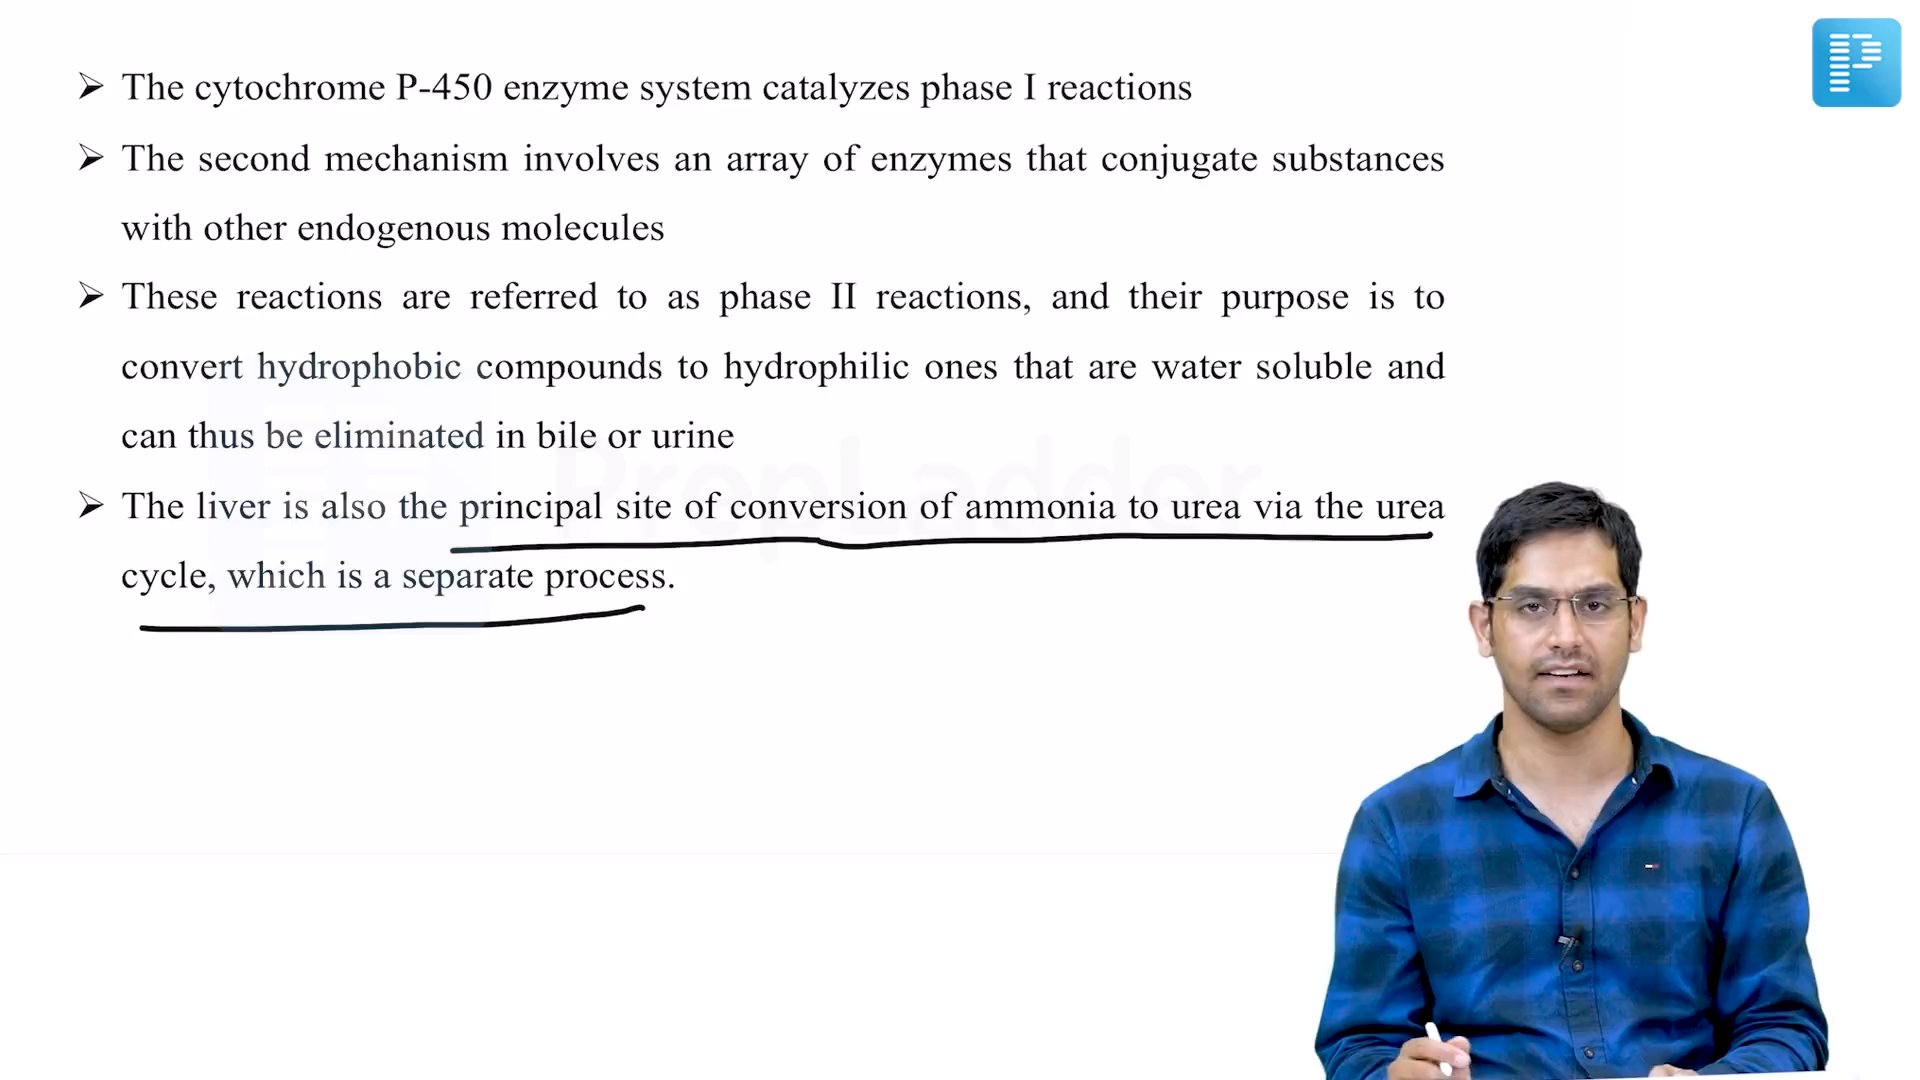 ➢ The cytochrome P-450 enzyme system catalyzes phase I reactions
➢ The second mechanism involves an array of enzymes that conjugate substances
with other endogenous molecules
➢ These reactions are referred to as phase II reactions, and their purpose is to
convert hydrophobic compounds to hydrophilic ones that are water soluble and
can thus be eliminated in bile or urine
PrepLadder
➢ The liver is also the principal site of conversion of ammonia to urea via the urea
cycle, which is a separate process.